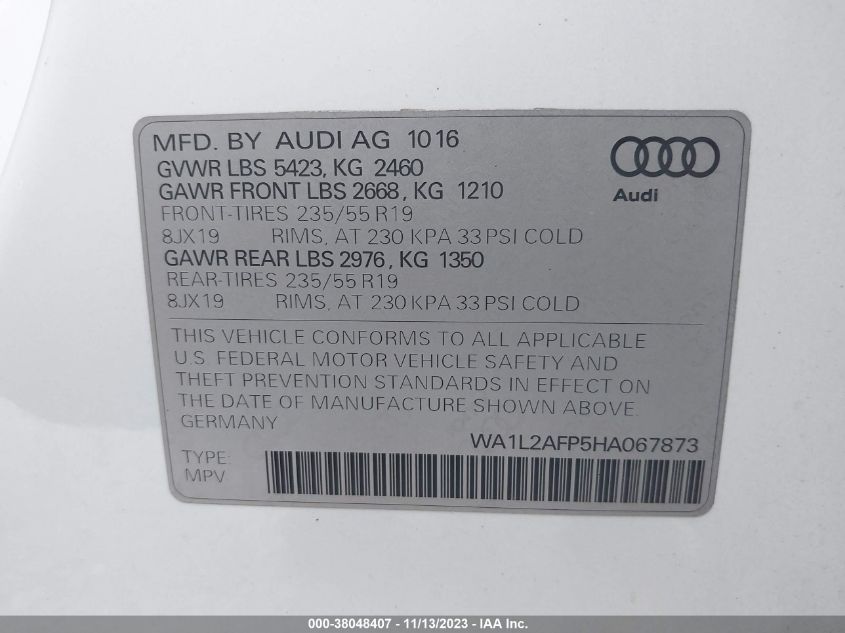 MFD. BY AUDI AG 1016
GVWR LBS 5423, KG 2460
GAWR FRONT LBS 2668, KG 1210
FRONT-TIRES 235/55 R19
8JX19 RIMS, AT 230 KPA 33 PSI COLD
GAWR REAR LBS 2976, KG 1350
REAR-TIRES 235/55 R19
8JX19 RIMS, AT 230 KPA 33 PSI COLD
Audi
THIS VEHICLE CONFORMS TO ALL APPLICABLE
U.S. FEDERAL MOTOR VEHICLE SAFETY AND
THEFT PREVENTION STANDARDS IN EFFECT ON
THE DATE OF MANUFACTURE SHOWN ABOVE.
GERMANY
WA1L2AFP5HA067873
TYPE:
MPV
000-38048407 - 11/13/2023 - IAA Inc.